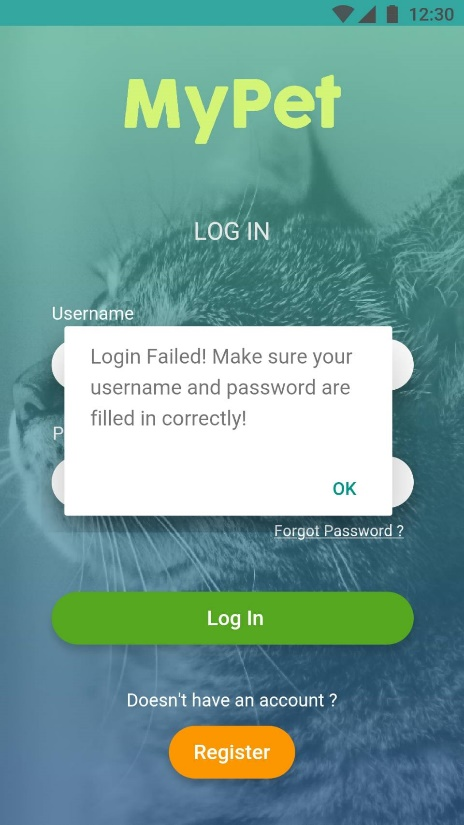 12:30
MyPet
LOG IN
Username
Login Failed! Make sure your
username and password are
filled in correctly!
P
OK
Forgot Password ?
Log In
Doesn't have an account ?
Register